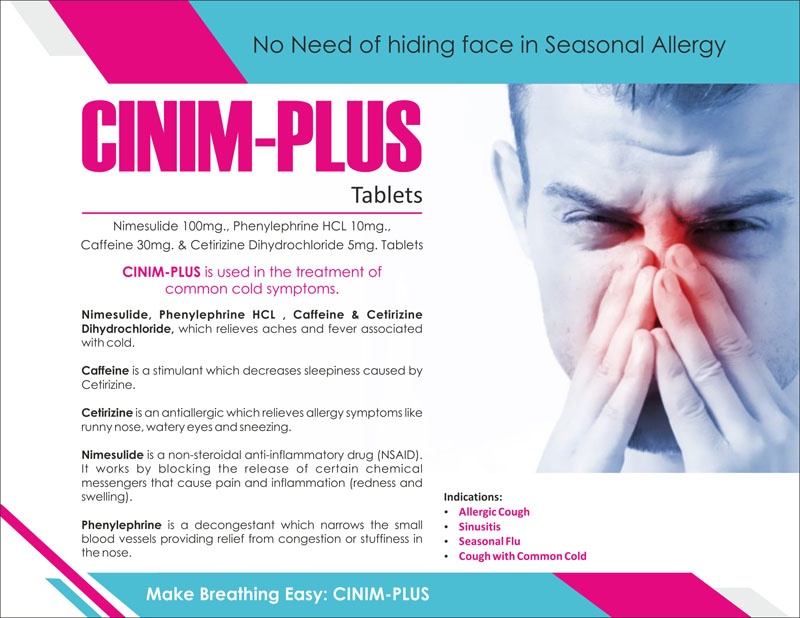 No Need of hiding face in Seasonal Allergy
CINIM-PLUS
Tablets
Nimesulide 100mg., Phenylephrine HCL 10mg.,
Caffeine 30mg. & Cetirizine Dihydrochloride 5mg. Tablets
CINIM-PLUS is used in the treatment of
common cold symptoms.
Nimesulide, Phenylephrine HCL , Caffeine & Cetirizine
Dihydrochloride, which relieves aches and fever associated
with cold.
Caffeine is a stimulant which decreases sleepiness caused by
Cetirizine.
Cetirizine is an antiallergic which relieves allergy symptoms like
runny nose, watery eyes and sneezing.
Nimesulide is a non-steroidal anti-inflammatory drug (NSAID).
It works by blocking the release of certain chemical
messengers that cause pain and inflammation (redness and
swelling).
Phenylephrine is a decongestant which narrows the small
blood vessels providing relief from congestion or stuffiness in
the nose.
Indications:
• Allergic Cough
• Sinusitis
• Seasonal Flu
• Cough with Common Cold
Make Breathing Easy: CINIM-PLUS